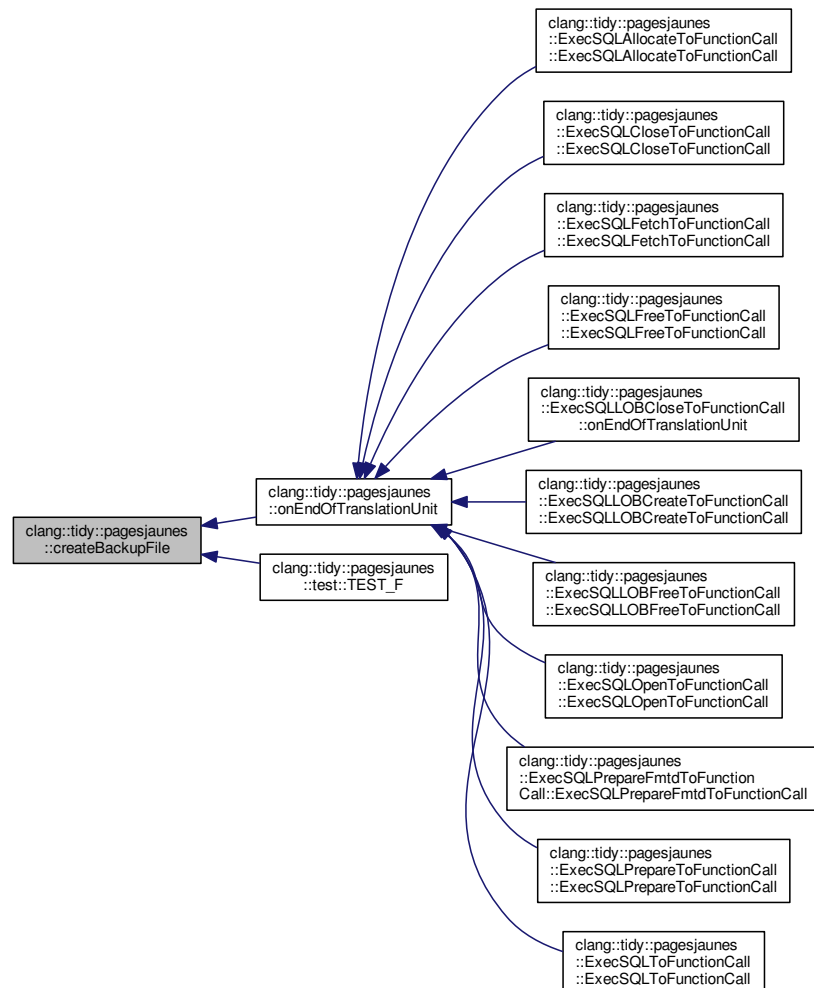 clang::tidy::pagesjaunes
::ExecSQLAllocateToFunctionCall
::ExecSQLAllocateToFunctionCall
clang::tidy::pagesjaunes
::ExecSQLCloseToFunctionCall
::ExecSQLCloseToFunctionCall
clang::tidy::pagesjaunes
::ExecSQLFetchToFunctionCall
::ExecSQLFetchToFunctionCall
clang::tidy::pagesjaunes
::ExecSQLFreeToFunctionCall
::ExecSQLFreeToFunctionCall
clang::tidy::pagesjaunes
::ExecSQLLOBCloseToFunctionCall
::onEndOfTranslationUnit
clang::tidy::pagesjaunes
::onEndOfTranslationUnit
clang::tidy::pagesjaunes
::ExecSQLLOBCreateToFunctionCall
::ExecSQLLOBCreateToFunctionCall
clang::tidy::pagesjaunes
::createBackupFile
clang::tidy::pagesjaunes
::test::TEST_F
clang::tidy::pagesjaunes
::ExecSQLLOBFreeToFunctionCall
::ExecSQLLOBFreeToFunctionCall
clang::tidy::pagesjaunes
::ExecSQLOpenToFunctionCall
::ExecSQLOpenToFunctionCall
clang::tidy::pagesjaunes
::ExecSQLPrepareFmtdToFunction
Call::ExecSQLPrepareFmtdToFunctionCall
clang::tidy::pagesjaunes
::ExecSQLPrepareToFunctionCall
::ExecSQLPrepareToFunctionCall
clang::tidy::pagesjaunes
::ExecSQLToFunctionCall
::ExecSQLToFunctionCall